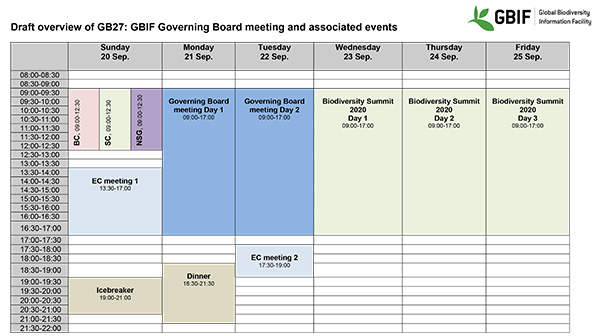 Draft overview of GB27: GBIF Governing Board meeting and associated events
GBIF
Global Biodiversity
Information Facility
Sunday
20 Sep.
Monday
21 Sep.
Tuesday
22 Sep.
Wednesday
23 Sep.
Thursday
24 Sep.
Friday
25 Sep.
08:00-08:30
08:30-09:00
09:00-09:30
09:30-10:00
10:00-10:30
10:30-11:00
11:00-11:30
11:30-12:00
12:00-12:30
12:30-13:00
13:00-13:30
13:30-14:00
14:00-14:30
14:30-15:00
15:00-15:30
15:30-16:00
16:00-16:30
16:30-17:00
17:00-17:30
17:30-18:00
18:00-18:30
18:30-19:00
19:00-19:30
19:30-20:00
20:00-20:30
20:30-21:00
21:00-21:30
21:30-22:00
BC. 09:00-12:30
SC. 09:00-12:30
NSG. 09:00-12:30
EC meeting 1
13:30-17:00
Icebreaker
19:00-21:00
Governing Board
meeting Day 1
09:00-17:00
Dinner
18:30-21:30
Governing Board
meeting Day 2
09:00-17:00
EC meeting 2
17:30-19:00
Biodiversity Summit
2020
Day 1
09:00-17:00
Biodiversity Summit
2020
Day 2
09:00-17:00
Biodiversity Summit
2020
Day 3
09:00-17:00